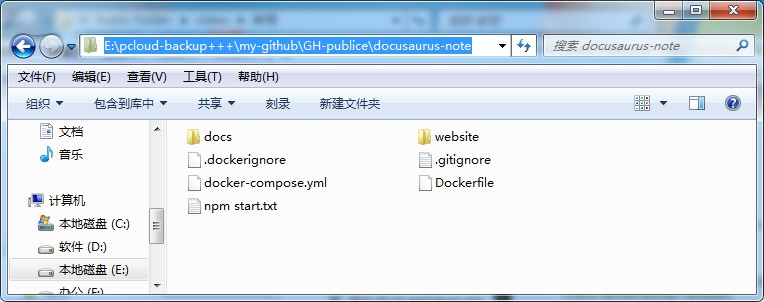 E:\pcloud-backup+++\my-github\GH-publice\docusaurus-note
搜索 docusaurus-note
文件(F) 编辑(E) 查看(V) 工具(T) 帮助(H)
组织 包含到库中 共享 刻录 新建文件夹
文档
音乐
计算机
本地磁盘 (C:)
软件 (D:)
本地磁盘 (E:)
办公 (F:)
docs
website
.dockerignore
.gitignore
docker-compose.yml
Dockerfile
npm start.txt